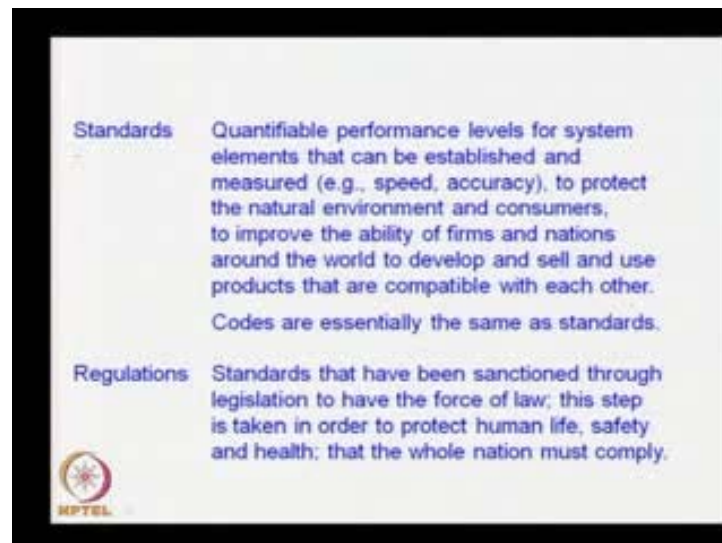 Standards Quantifiable performance levels for system
elements that can be established and
measured (e.g., speed, accuracy), to protect
the natural environment and consumers,
to improve the ability of firms and nations
around the world to develop and sell and use
products that are compatible with each other.
Codes are essentially the same as standards.
Regulations Standards that have been sanctioned through
legislation to have the force of law; this step
is taken in order to protect human life, safety
and health; that the whole nation must comply.
NPTEL